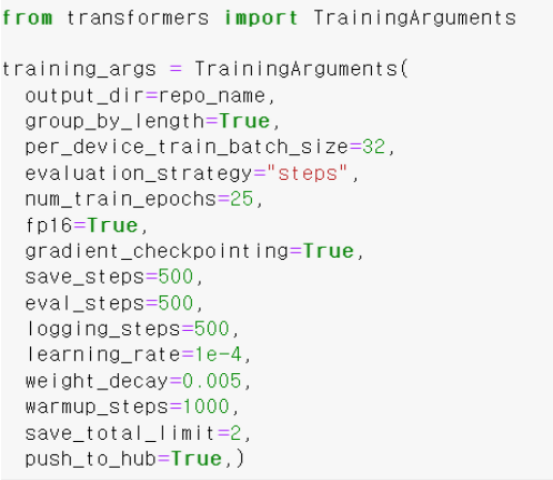 from transformers import TrainingArguments
training_args = TrainingArguments(
output_dir=repo_name,
group_by_length=True,
per_device_train_batch_size=32,
evaluation_strategy="steps",
num_train_epochs=25,
fp16=True,
gradient_checkpointing=True,
save_steps=500,
eval_steps=500,
logging_steps=500,
learning_rate=1e-4,
weight_decay=0.005,
warmup_steps=1000,
save_total_limit=2,
push_to_hub=True,)